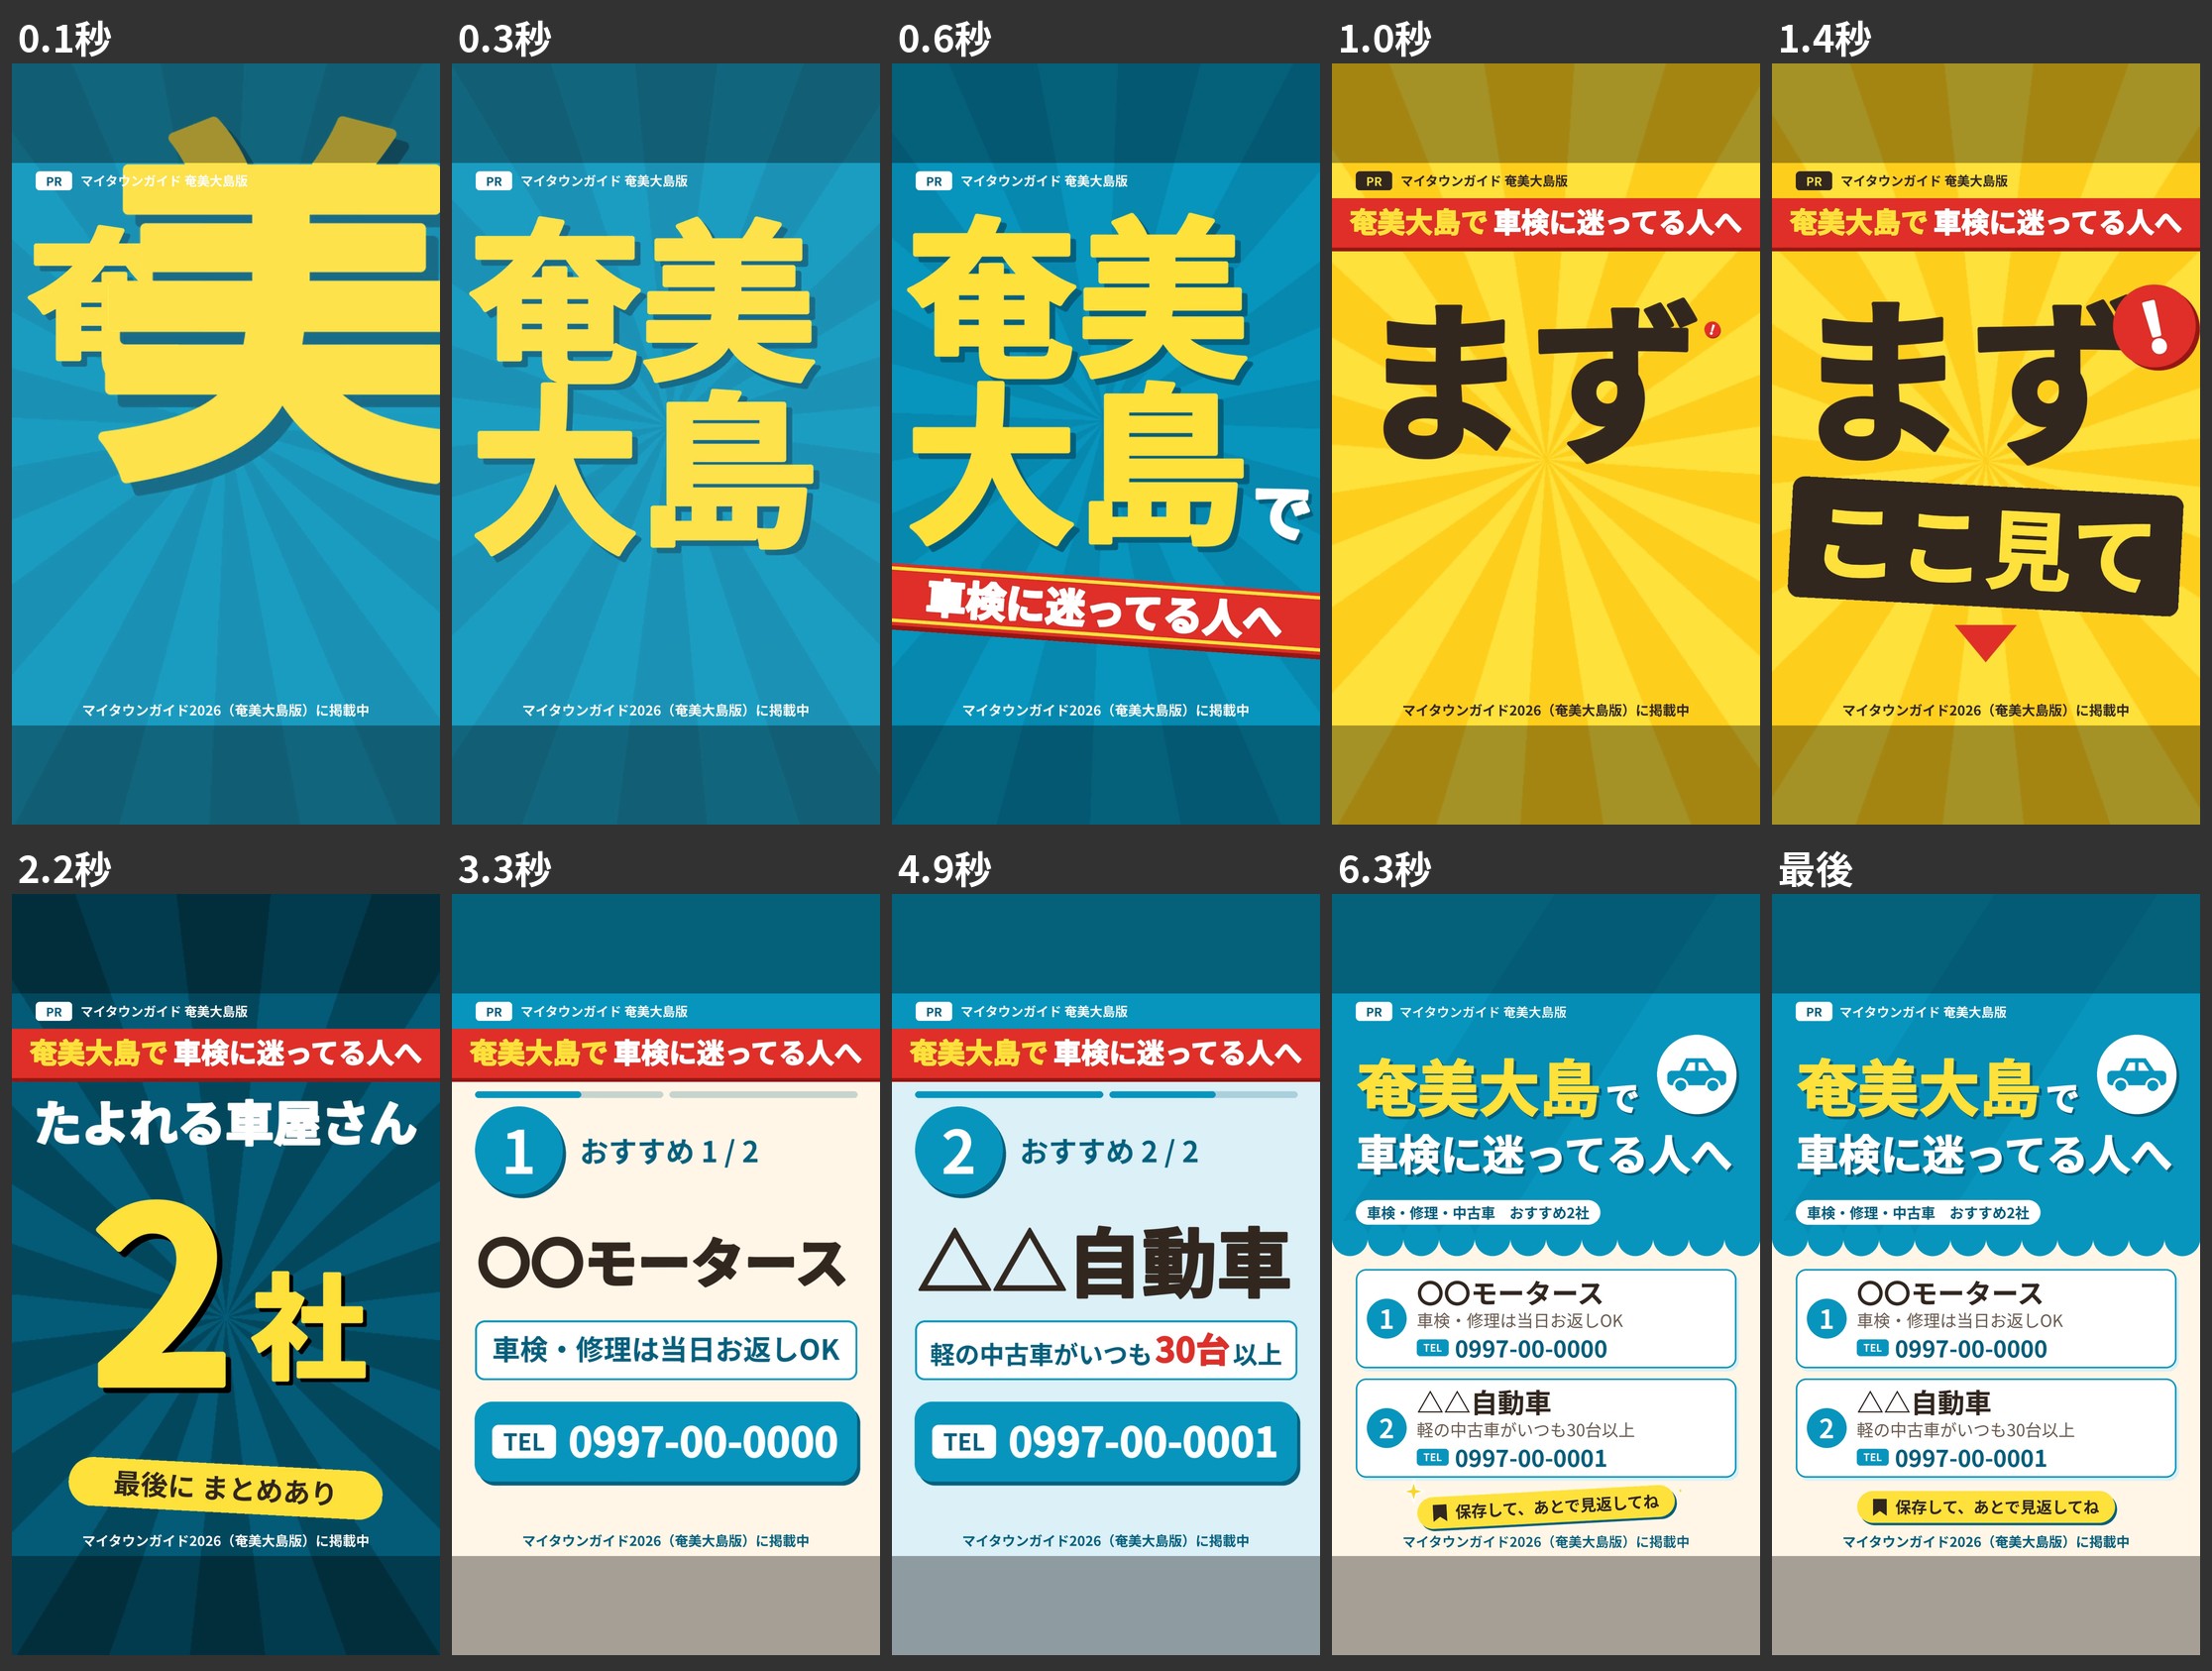 0.1秒
PR マイタウンガイド 奄美大島版
奄美
0.3秒
PR マイタウンガイド 奄美大島版
奄美
大島
マイタウンガイド2026（奄美大島版）に掲載中
0.6秒
PR マイタウンガイド 奄美大島版
奄美
大島で
車検に迷ってる人へ
マイタウンガイド2026（奄美大島版）に掲載中
1.0秒
PR マイタウンガイド 奄美大島版
奄美大島で 車検に迷ってる人へ
まず!
マイタウンガイド2026（奄美大島版）に掲載中
1.4秒
PR マイタウンガイド 奄美大島版
奄美大島で 車検に迷ってる人へ
まず!
ここ見て
マイタウンガイド2026（奄美大島版）に掲載中
マイタウンガイド2026（奄美大島版）に掲載中
2.2秒
PR マイタウンガイド 奄美大島版
奄美大島で 車検に迷ってる人へ
たよれる車屋さん
2社
最後に まとめあり
マイタウンガイド2026（奄美大島版）に掲載中
3.3秒
PR マイタウンガイド 奄美大島版
奄美大島で 車検に迷ってる人へ
1 おすすめ 1 / 2
〇〇モータース
車検・修理は当日お返しOK
TEL 0997-00-0000
マイタウンガイド2026（奄美大島版）に掲載中
4.9秒
PR マイタウンガイド 奄美大島版
奄美大島で 車検に迷ってる人へ
2 おすすめ 2 / 2
△△自動車
軽の中古車がいつも30台以上
TEL 0997-00-0001
マイタウンガイド2026（奄美大島版）に掲載中
6.3秒
PR マイタウンガイド 奄美大島版
奄美大島で
車検に迷ってる人へ
車検・修理・中古車 おすすめ2社
1 〇〇モータース
車検・修理は当日お返しOK
TEL 0997-00-0000
2 △△自動車
軽の中古車がいつも30台以上
TEL 0997-00-0001
保存して、あとで見返してね
マイタウンガイド2026（奄美大島版）に掲載中
最後
PR マイタウンガイド 奄美大島版
奄美大島で
車検に迷ってる人へ
車検・修理・中古車 おすすめ2社
1 〇〇モータース
車検・修理は当日お返しOK
TEL 0997-00-0000
2 △△自動車
軽の中古車がいつも30台以上
TEL 0997-00-0001
保存して、あとで見返してね
マイタウンガイド2026（奄美大島版）に掲載中